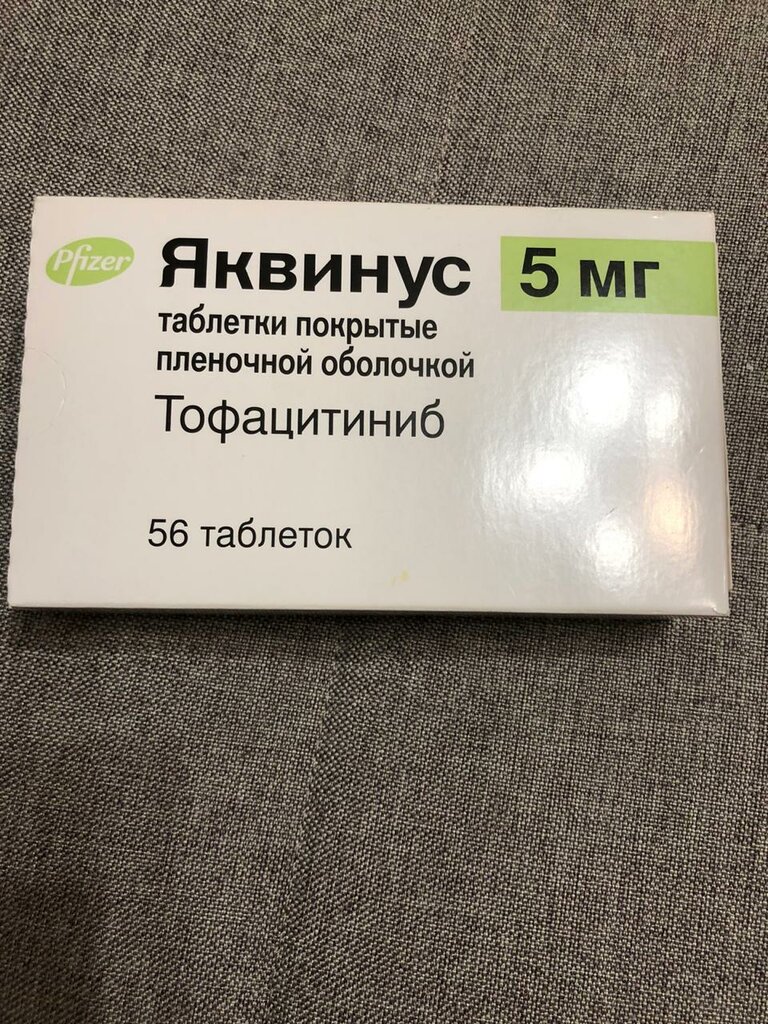 Pfizer
Яквинус 5 мг
таблетки покрытые
пленочной оболочкой
Тофацитиниб
56 таблеток